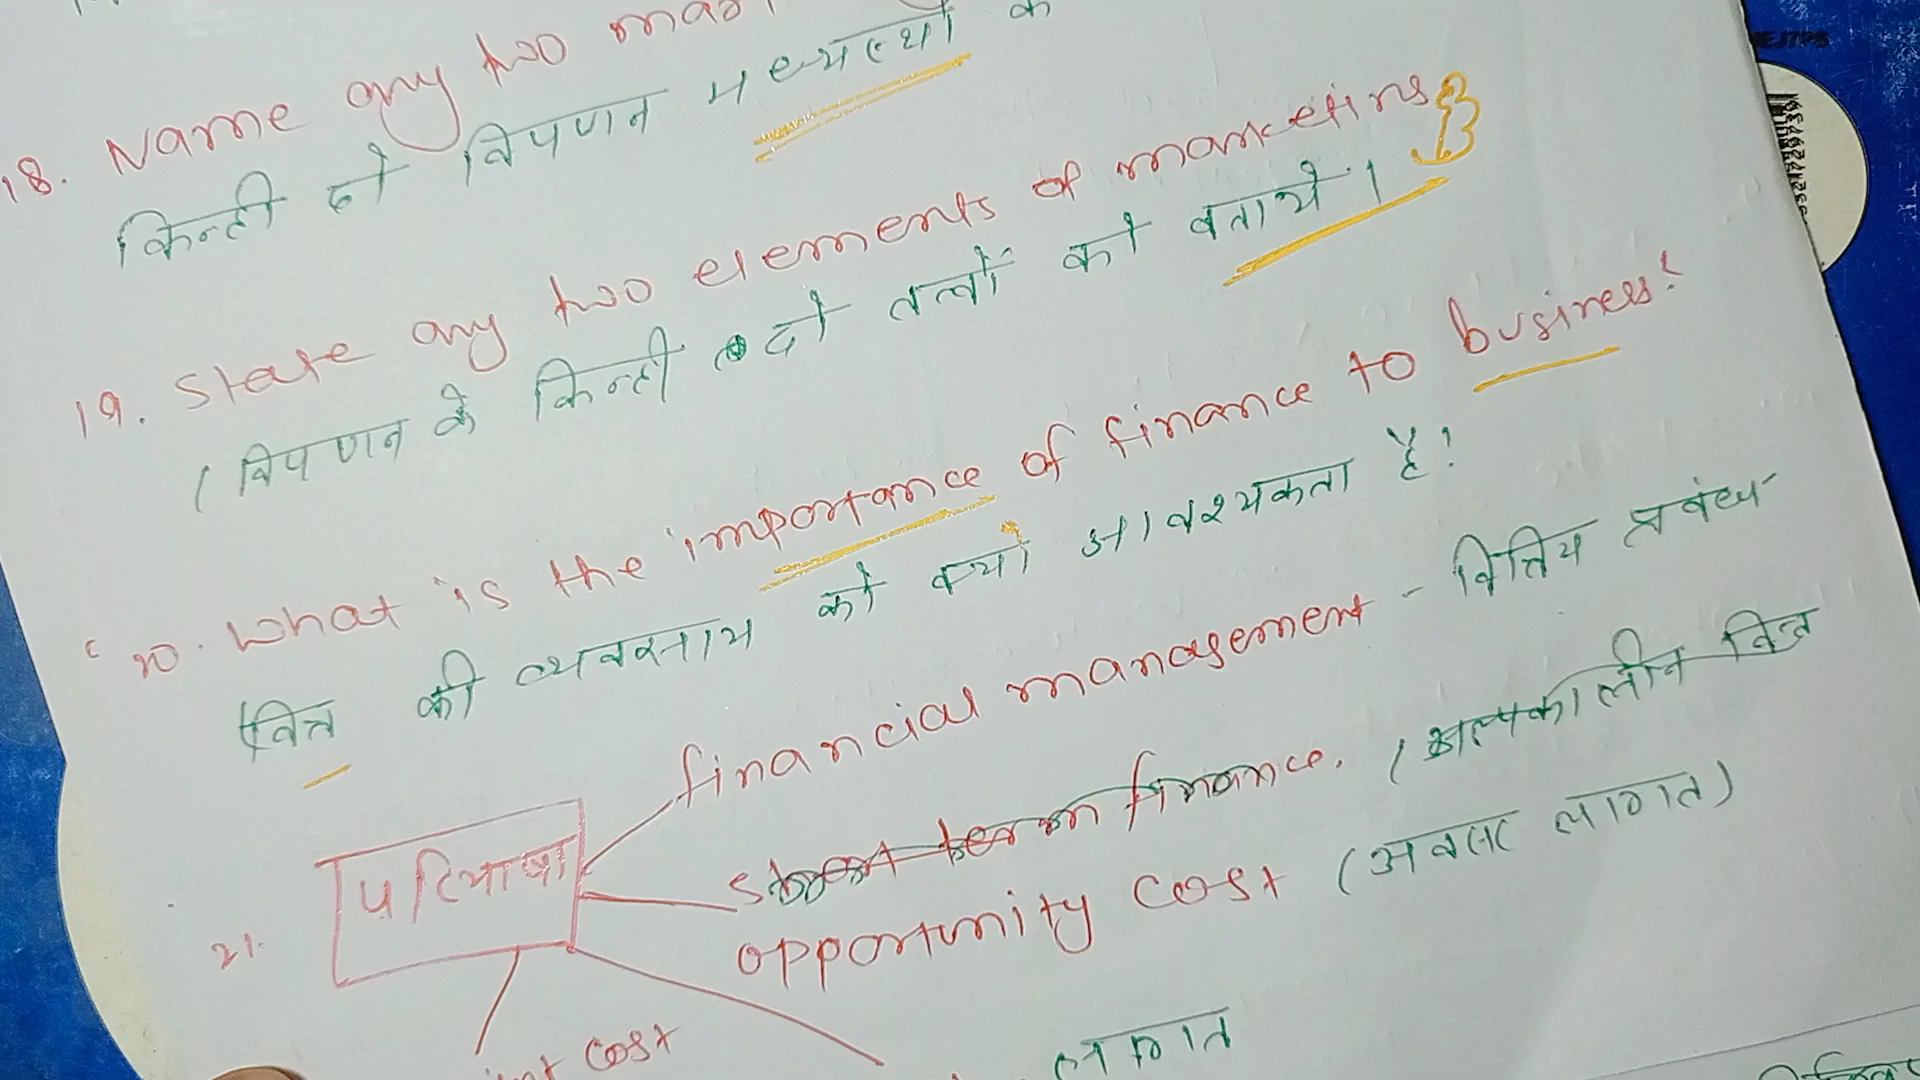 18. Name any two
किन्ही दो विपणन मध्यस्थो के
19. State any two elements of marketing
(विपणन के किन्ही दो तत्वों को बताये।
20. What is the importance of finance to business?
(वित्त की व्यवसाय को क्यो आवश्यकता है?
financial management - वित्तिय प्रबंध
short term finance. (अल्पकालीन वित्त
21. परिभाषा
opportunity cost (अवसर लागत)
cost
लागत